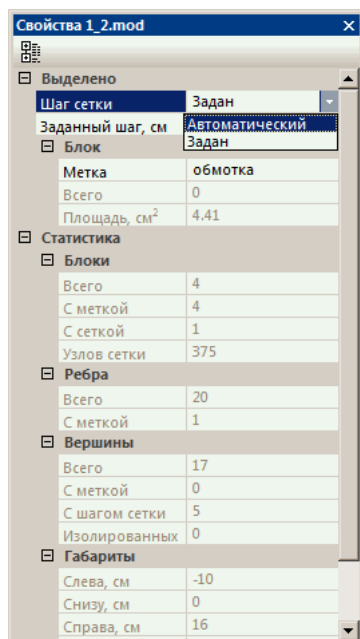 Свойства 1_2.mod
Выделено
Шаг сетки Задан
Заданный шаг, см Автоматический
Задан
Блок
Метка обмотка
Всего 0
Площадь, см² 4.41
Статистика
Блоки
Всего 4
С меткой 4
С сеткой 1
Узлов сетки 375
Ребра
Всего 20
С меткой 1
Вершины
Всего 17
С меткой 0
С шагом сетки 5
Изолированных 0
Габариты
Слева, см -10
Снизу, см 0
Справа, см 16